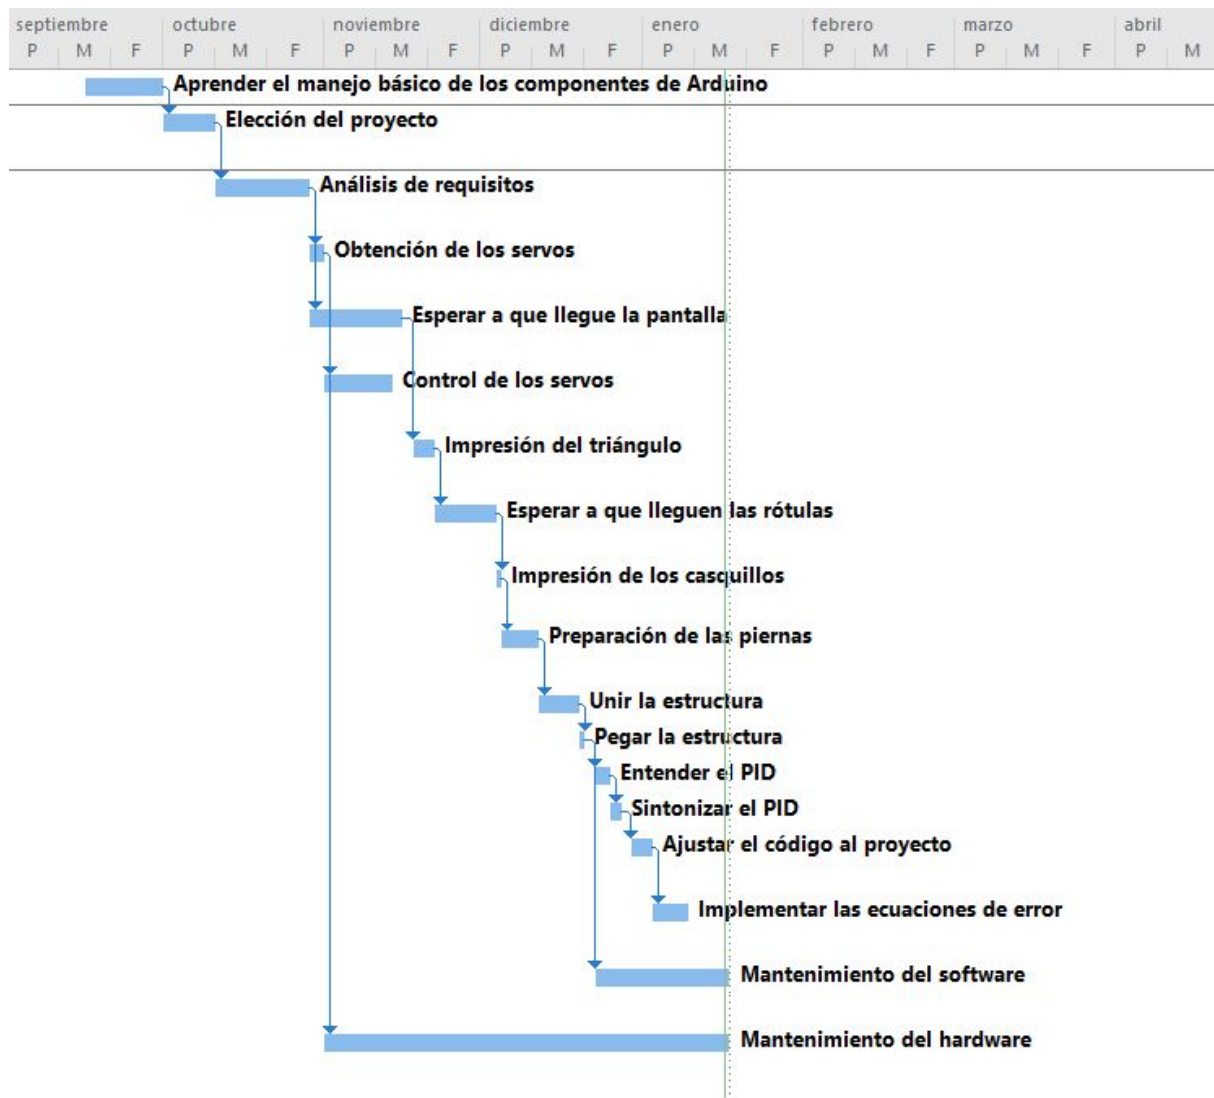 septiembre octubre noviembre diciembre enero febrero marzo abril
P M F P M F P M F P M F P M F P M F P M F P M
Aprender el manejo básico de los componentes de Arduino
Elección del proyecto
Análisis de requisitos
Obtención de los servos
Esperar a que llegue la pantalla
Control de los servos
Impresión del triángulo
Esperar a que lleguen las rótulas
Impresión de los casquillos
Preparación de las piernas
Unir la estructura
Pegar la estructura
Entender el PID
Sintonizar el PID
Ajustar el código al proyecto
Implementar las ecuaciones de error
Mantenimiento del software
Mantenimiento del hardware